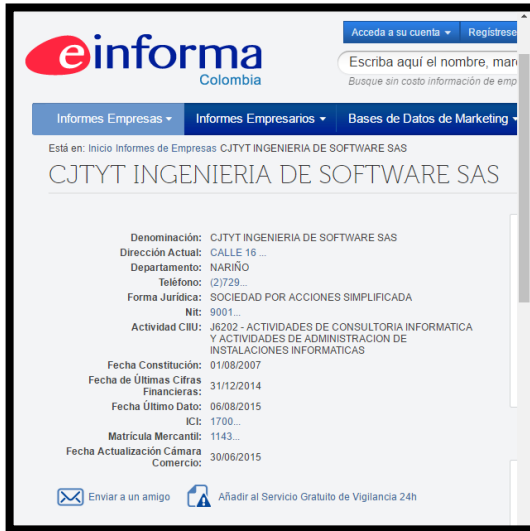 Acceda a su cuenta
Regístrese
einforma
Colombia
Escriba aquí el nombre, mar
Busque sin costo información de emp
Informes Empresas
Informes Empresarios
Bases de Datos de Marketing
Está en: Inicio Informes de Empresas CJTYT INGENIERIA DE SOFTWARE SAS
CJTYT INGENIERIA DE SOFTWARE SAS
Denominación: CJTYT INGENIERIA DE SOFTWARE SAS
Dirección Actual: CALLE 16 ...
Departamento: NARIÑO
Teléfono: (2)729...
Forma Jurídica: SOCIEDAD POR ACCIONES SIMPLIFICADA
Nit: 9001...
Actividad CIIU: J6202 - ACTIVIDADES DE CONSULTORIA INFORMATICA
Y ACTIVIDADES DE ADMINISTRACION DE
INSTALACIONES INFORMATICAS
Fecha Constitución: 01/08/2007
Fecha de Últimas Cifras
Financieras: 31/12/2014
Fecha Último Dato: 06/08/2015
ICI: 1700...
Matrícula Mercantil: 1143...
Fecha Actualización Cámara
Comercio: 30/06/2015
Enviar a un amigo
Añadir al Servicio Gratuito de Vigilancia 24h